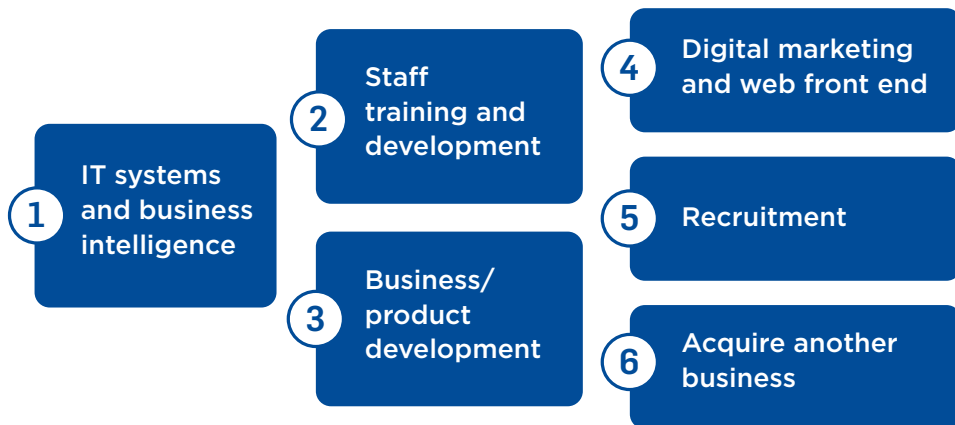 1
IT systems
and business
intelligence
2
Staff
training and
development
3
Business/
product
development
4
Digital marketing
and web front end
5
Recruitment
6
Acquire another
business